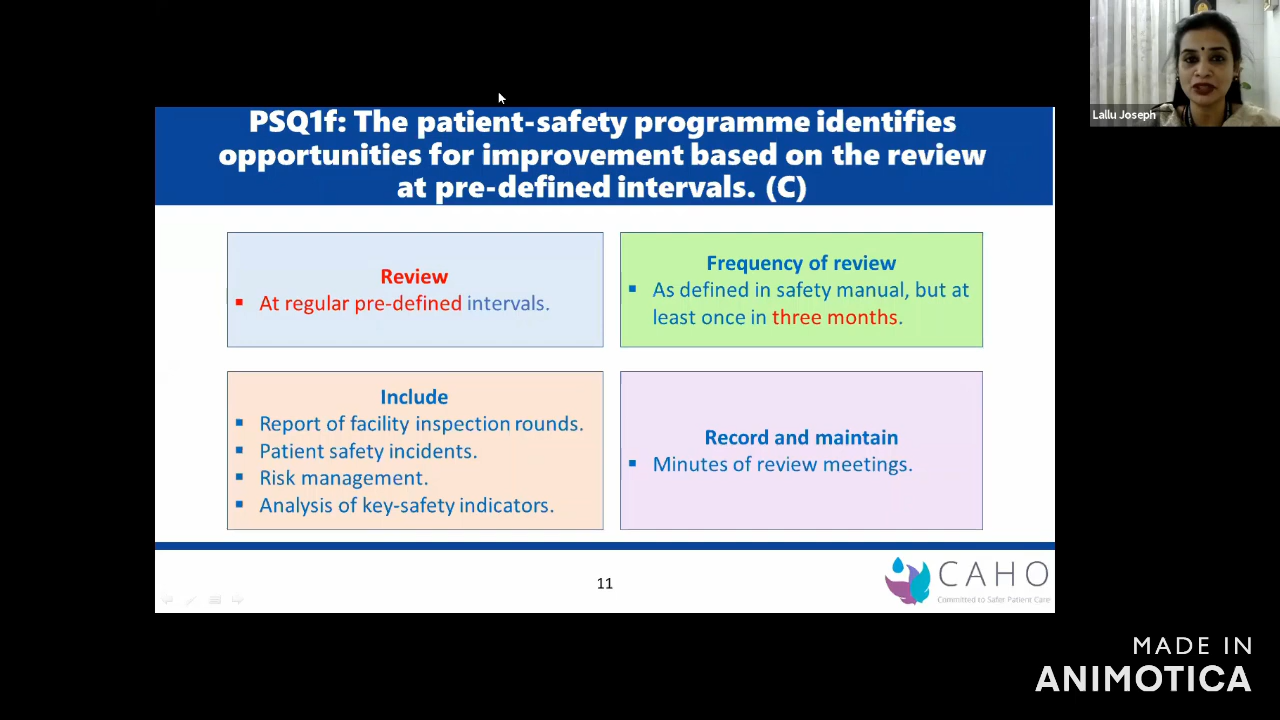 PSQ1f: The patient-safety programme identifies
opportunities for improvement based on the review
at pre-defined intervals. (C)
Review
▪ At regular pre-defined intervals.
Frequency of review
▪ As defined in safety manual, but at
least once in three months.
Include
▪ Report of facility inspection rounds.
▪ Patient safety incidents.
▪ Risk management.
▪ Analysis of key-safety indicators.
Record and maintain
▪ Minutes of review meetings.
11
CAHO
Committed to Safer Patient Care
Lallu Joseph
MADE IN
ANIMOTICA